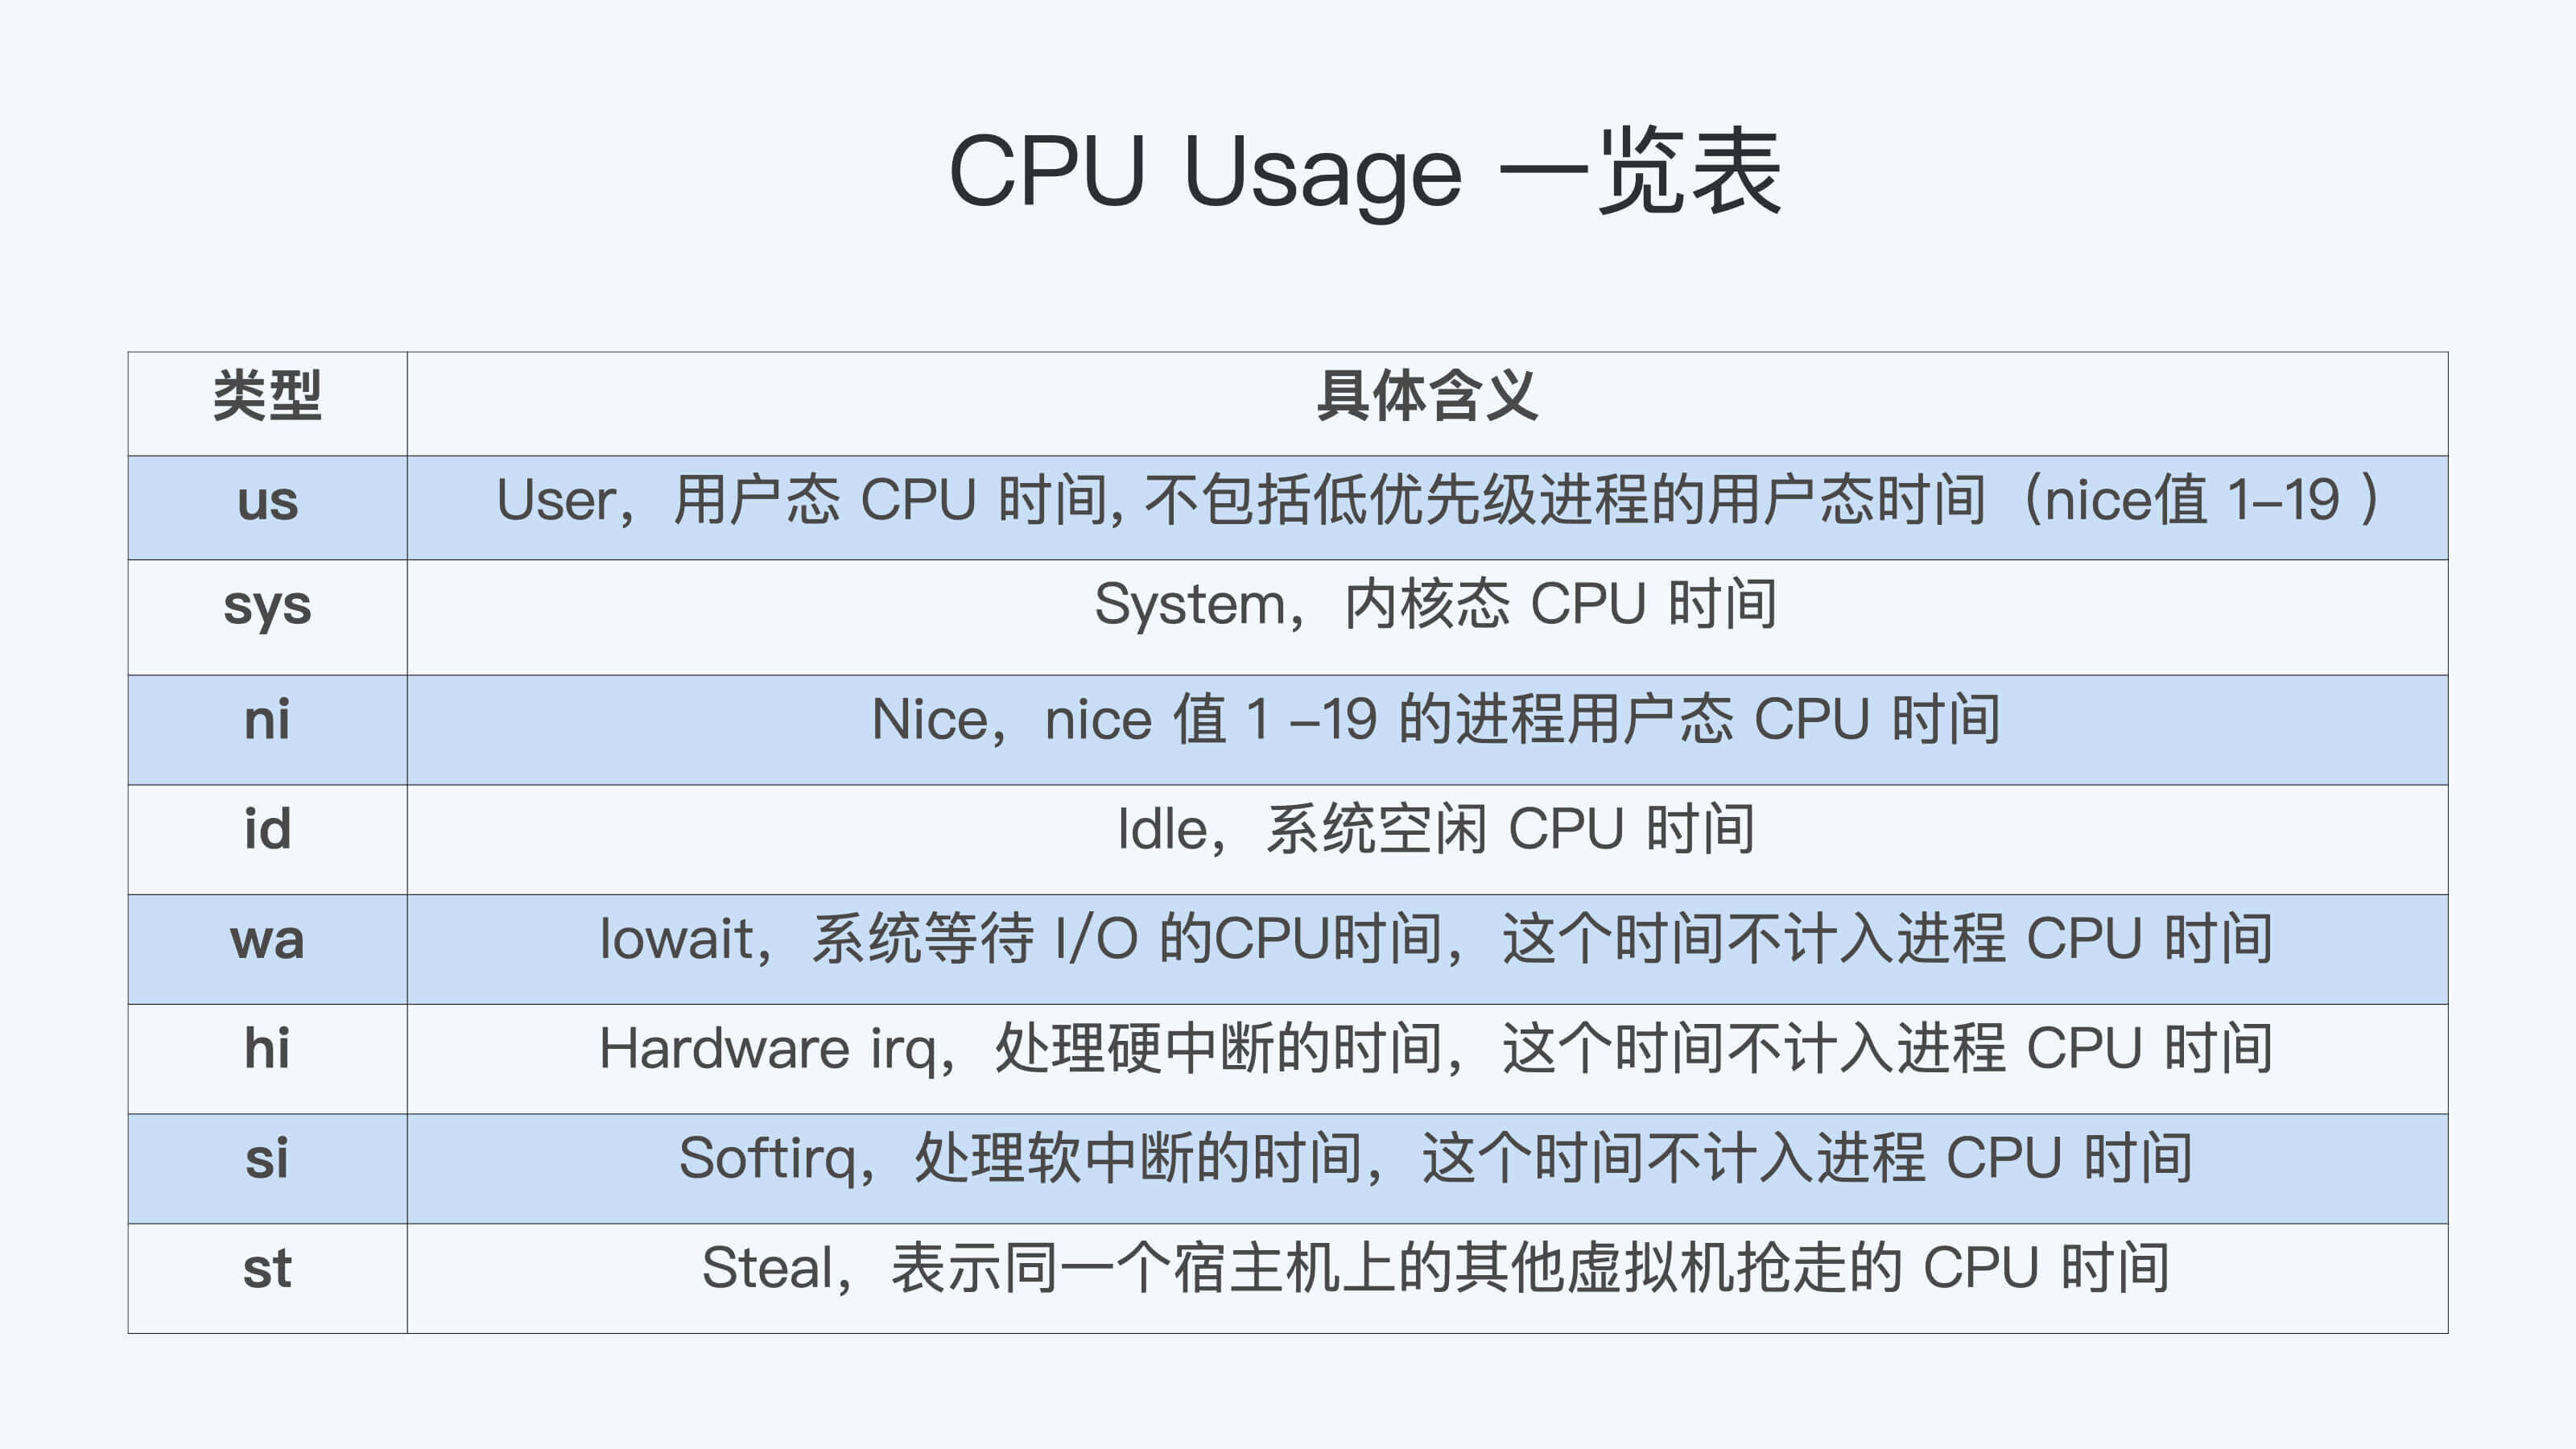 CPU Usage 一览表
类型 具体含义
us User，用户态 CPU 时间, 不包括低优先级进程的用户态时间（nice值 1–19 ）
sys System，内核态 CPU 时间
ni Nice，nice 值 1 –19 的进程用户态 CPU 时间
id Idle，系统空闲 CPU 时间
wa Iowait，系统等待 I/O 的CPU时间，这个时间不计入进程 CPU 时间
hi Hardware irq，处理硬中断的时间，这个时间不计入进程 CPU 时间
si Softirq，处理软中断的时间，这个时间不计入进程 CPU 时间
st Steal，表示同一个宿主机上的其他虚拟机抢走的 CPU 时间